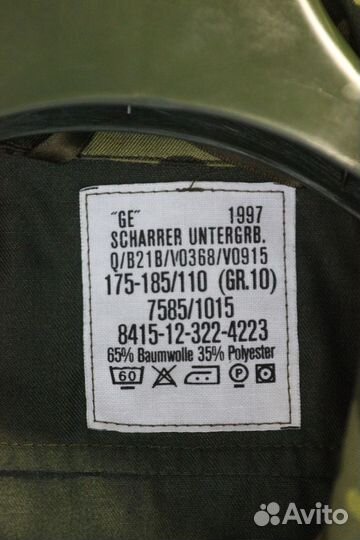 "GE" 1997
SCHARRER UNTERGRB.
Q/B21B/V0368/V0915
175-185/110 (GR.10)
7585/1015
8415-12-322-4223
65% Baumwolle 35% Polyester
60 P
Avito